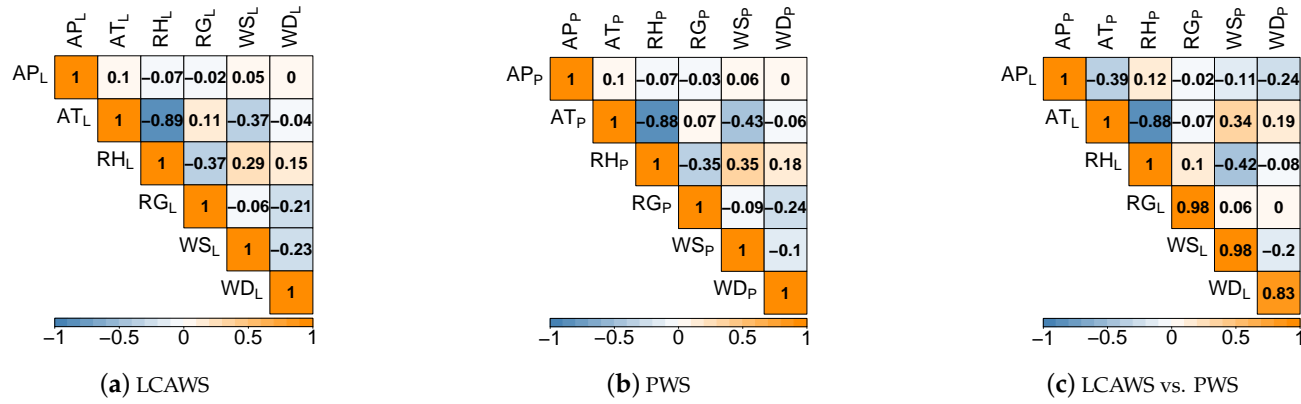 AP_L AT_L RH_L RG_L WS_L WD_L
AP_L 1 0.1 −0.07 −0.02 0.05 0
AT_L 1 −0.89 0.11 −0.37 −0.04
RH_L 1 −0.37 0.29 0.15
RG_L 1 −0.06 −0.21
WS_L 1 −0.23
WD_L 1
−1 −0.5 0 0.5 1
(a) LCAWS
AP_P AT_P RH_P RG_P WS_P WD_P
AP_P 1 0.1 −0.07 −0.03 0.06 0
AT_P 1 −0.88 0.07 −0.43 −0.06
RH_P 1 −0.35 0.35 0.18
RG_P 1 −0.09 −0.24
WS_P 1 −0.1
WD_P 1
−1 −0.5 0 0.5 1
(b) PWS
AP_P AT_P RH_P RG_P WS_P WD_P
AP_L 1 −0.39 0.12 −0.02 −0.11 −0.24
AT_L 1 −0.88 −0.07 0.34 0.19
RH_L 1 0.1 −0.42 −0.08
RG_L 0.98 0.06 0
WS_L 0.98 −0.2
WD_L 0.83
−1 −0.5 0 0.5 1
(c) LCAWS vs. PWS